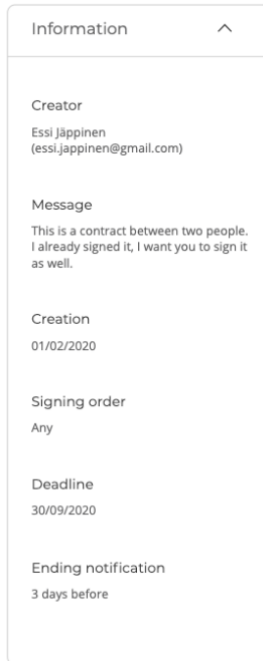 Information
Creator
Essi Jäppinen
(essi.jappinen@gmail.com)
Message
This is a contract between two people.
I already signed it, I want you to sign it
as well.
Creation
01/02/2020
Signing order
Any
Deadline
30/09/2020
Ending notification
3 days before